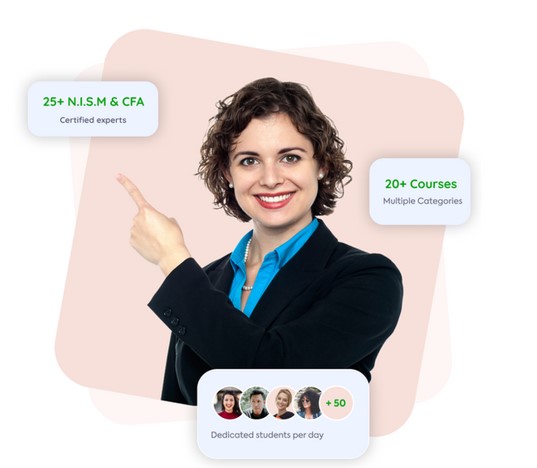 25+ N.I.S.M & CFA
Certified experts
20+ Courses
Multiple Categories
+ 50
Dedicated students per day